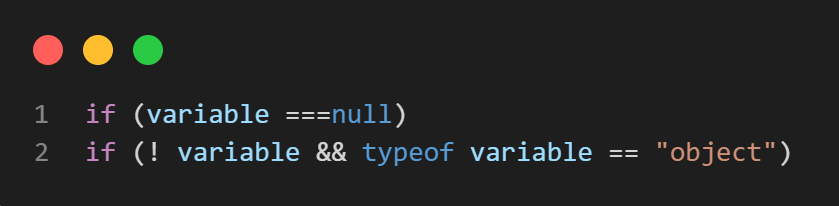 1 if (variable ===null)
2 if (! variable && typeof variable == "object")